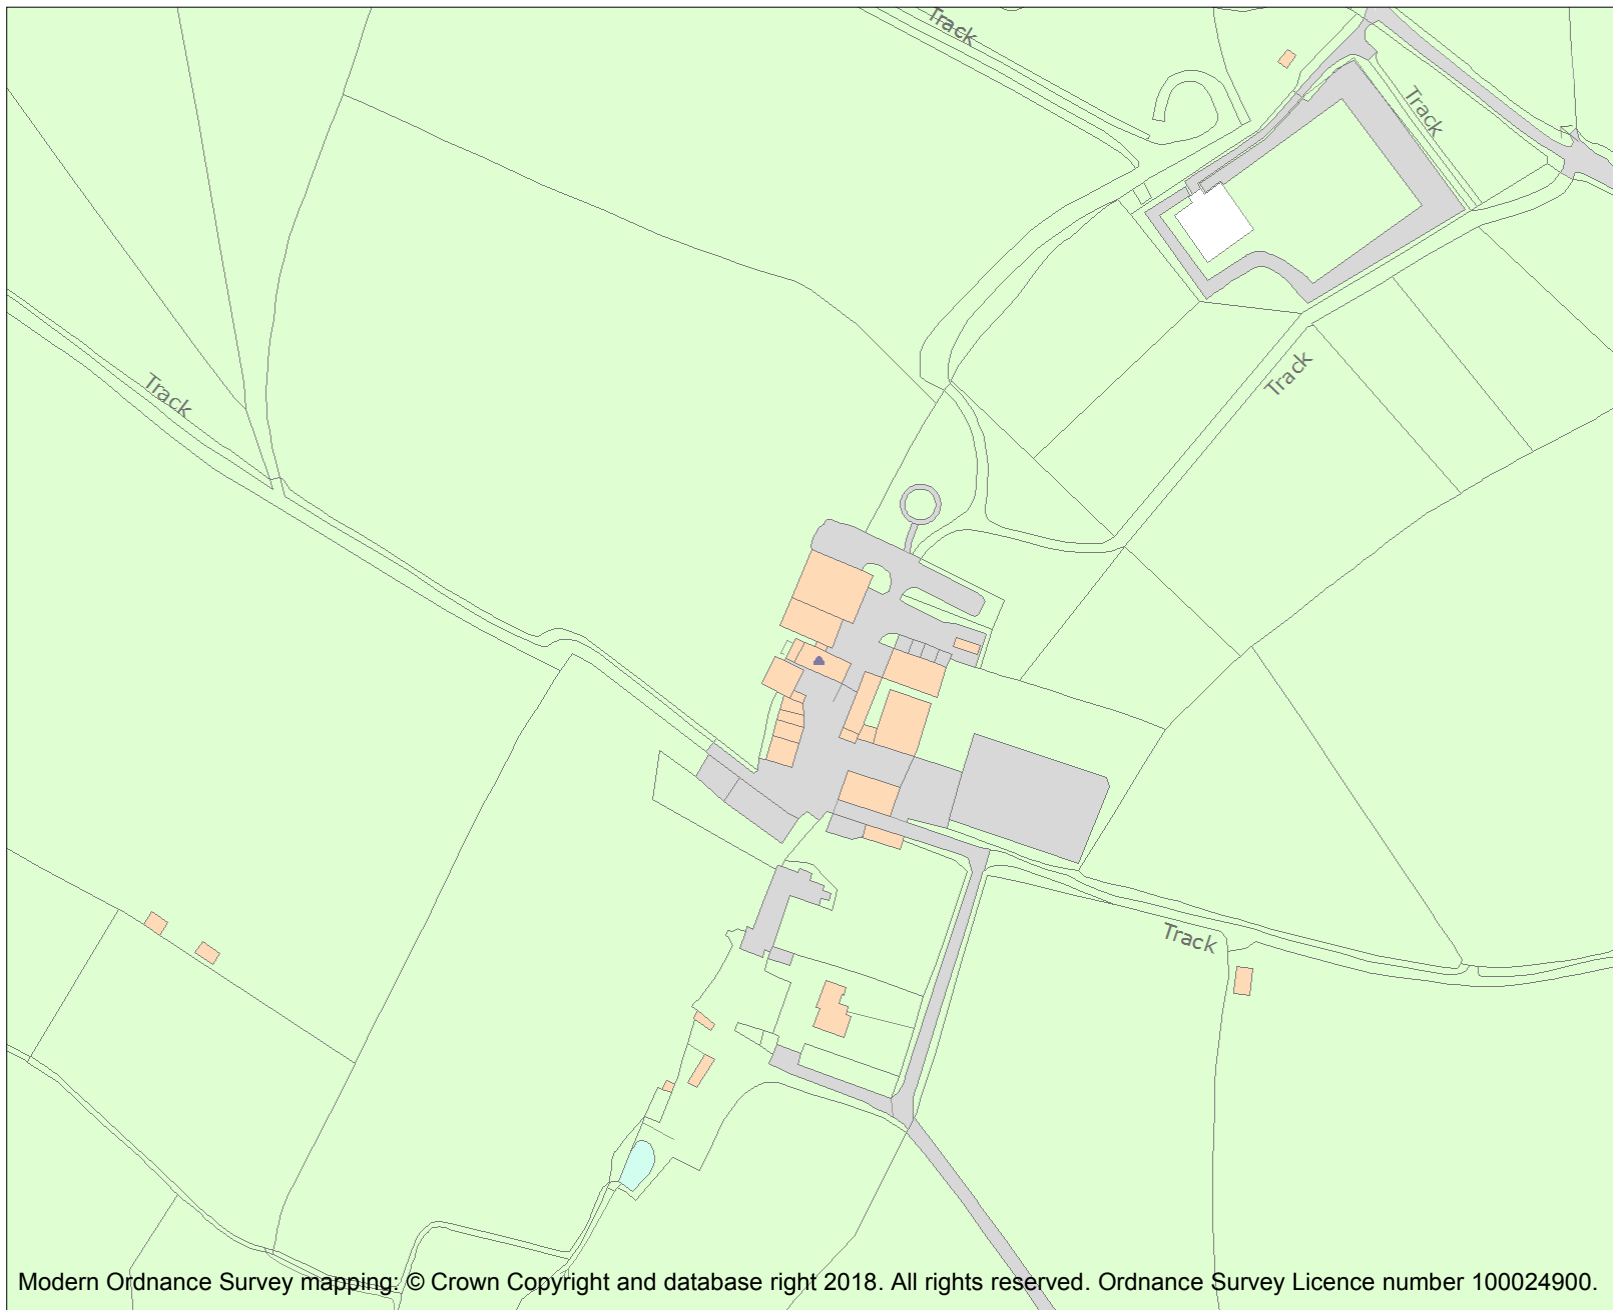 Track
Track
Track
Track
Track
Modern Ordnance Survey mapping: © Crown Copyright and database right 2018. All rights reserved. Ordnance Survey Licence number 100024900.